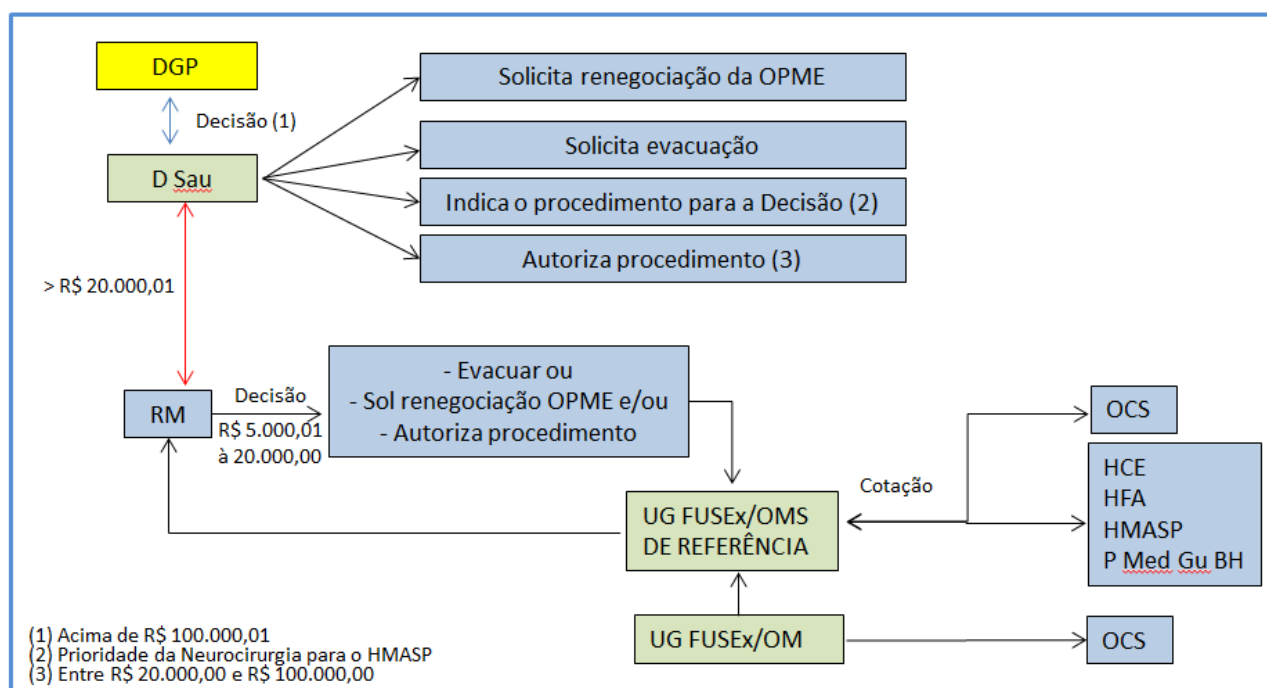 DGP
Decisão (1)
D Sau
Solicita renegociação da OPME
Solicita evacuação
Indica o procedimento para a Decisão (2)
Autoriza procedimento (3)
> R$ 20.000,01
RM
Decisão
R$ 5.000,01
à 20.000,00
- Evacuar ou
- Sol renegociação OPME e/ou
- Autoriza procedimento
UG FUSEx/OMS
DE REFERÊNCIA
Cotação
OCS
HCE
HFA
HMASP
P Med Gu BH
UG FUSEx/OM
OCS
(1) Acima de R$ 100.000,01
(2) Prioridade da Neurocirurgia para o HMASP
(3) Entre R$ 20.000,00 e R$ 100.000,00